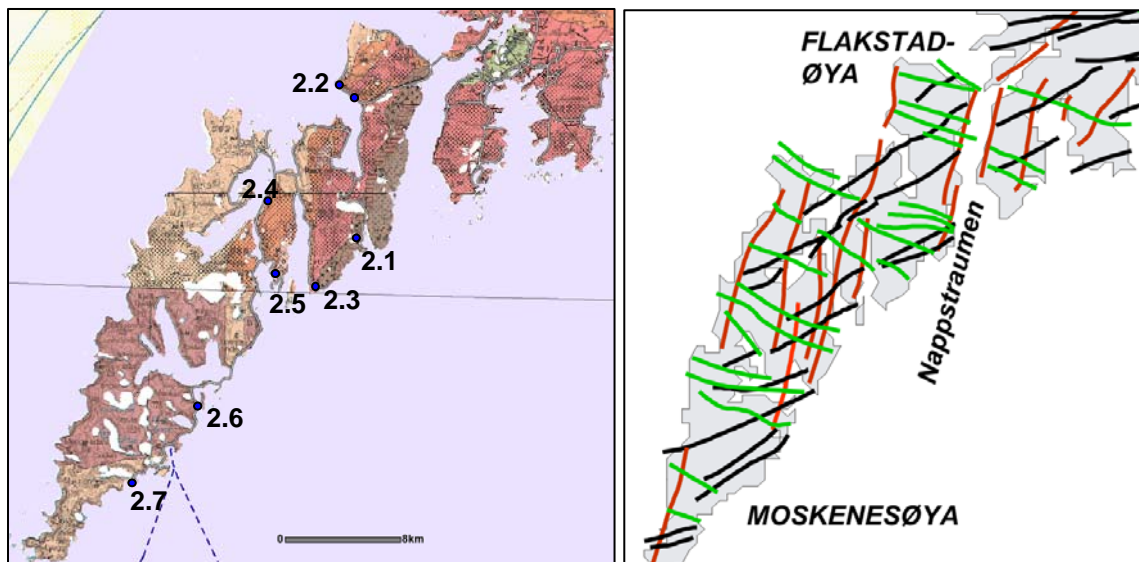 2.2
2.4
2.1
2.5
2.3
2.6
2.7
0
8km
FLAKSTAD-
ØYA
Nappstraumen
MOSKENESØYA